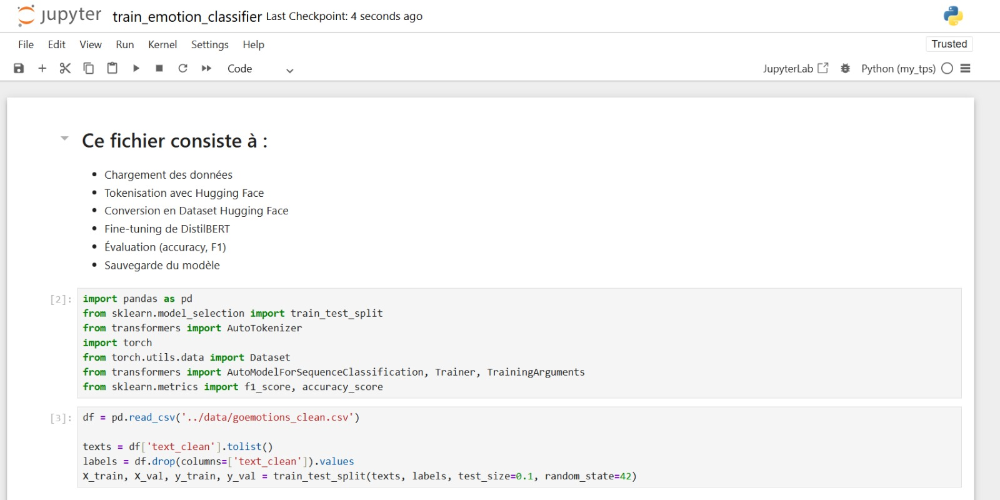 jupyter train_emotion_classifier Last Checkpoint: 4 seconds ago
File Edit View Run Kernel Settings Help Trusted
Code JupyterLab Python (my_tps)
Ce fichier consiste à :
• Chargement des données
• Tokenisation avec Hugging Face
• Conversion en Dataset Hugging Face
• Fine-tuning de DistilBERT
• Évaluation (accuracy, F1)
• Sauvegarde du modèle
[2]: import pandas as pd
from sklearn.model_selection import train_test_split
from transformers import AutoTokenizer
import torch
from torch.utils.data import Dataset
from transformers import AutoModelForSequenceClassification, Trainer, TrainingArguments
from sklearn.metrics import f1_score, accuracy_score
[3]: df = pd.read_csv('../data/goemotions_clean.csv')
texts = df['text_clean'].tolist()
labels = df.drop(columns=['text_clean']).values
X_train, X_val, y_train, y_val = train_test_split(texts, labels, test_size=0.1, random_state=42)